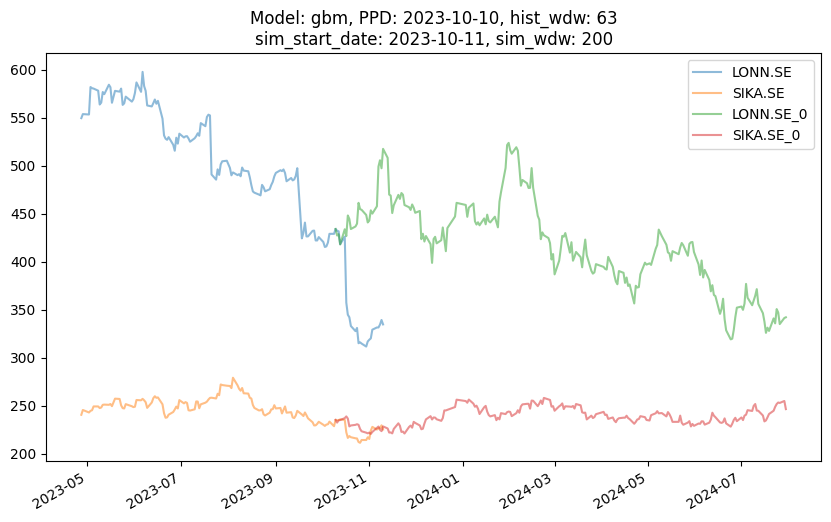 Model: gbm, PPD: 2023-10-10, hist_wdw: 63
sim_start_date: 2023-10-11, sim_wdw: 200
LONN.SE
SIKA.SE
LONN.SE_0
SIKA.SE_0
600
550
500
450
400
350
300
250
200
2023-05
2023-07
2023-09
2023-11
2024-01
2024-03
2024-05
2024-07